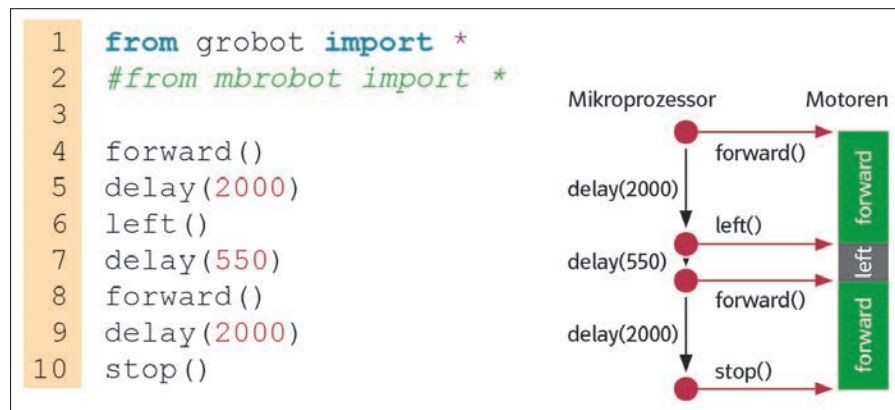 1 from grobot import *
2 #from mbrobot import *
3
4 forward()
5 delay(2000)
6 left()
7 delay(550)
8 forward()
9 delay(2000)
10 stop()
Mikroprozessor Motoren
forward()
delay(2000)
left()
delay(550)
forward()
delay(2000)
stop()
forward
left
forward